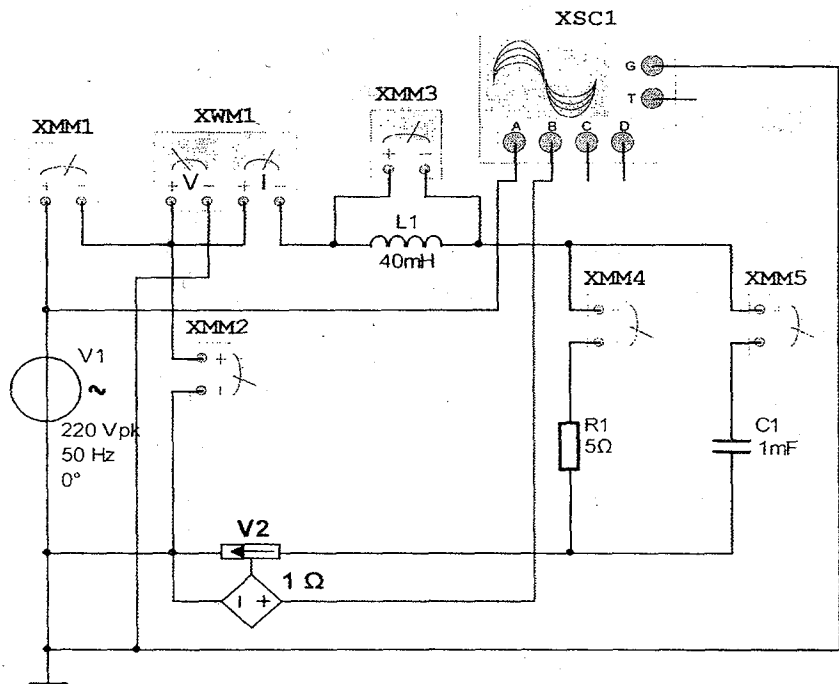 XSC1
G
T
A B C D
XMM1
XWM1
XMM3
+ -
+ V -
+ I -
+ -
L1
40mH
XMM4
XMM5
XMM2
+
V1
~
220 Vpk
50 Hz
0°
R1
5Ω
C1
1mF
V2
1 Ω
+